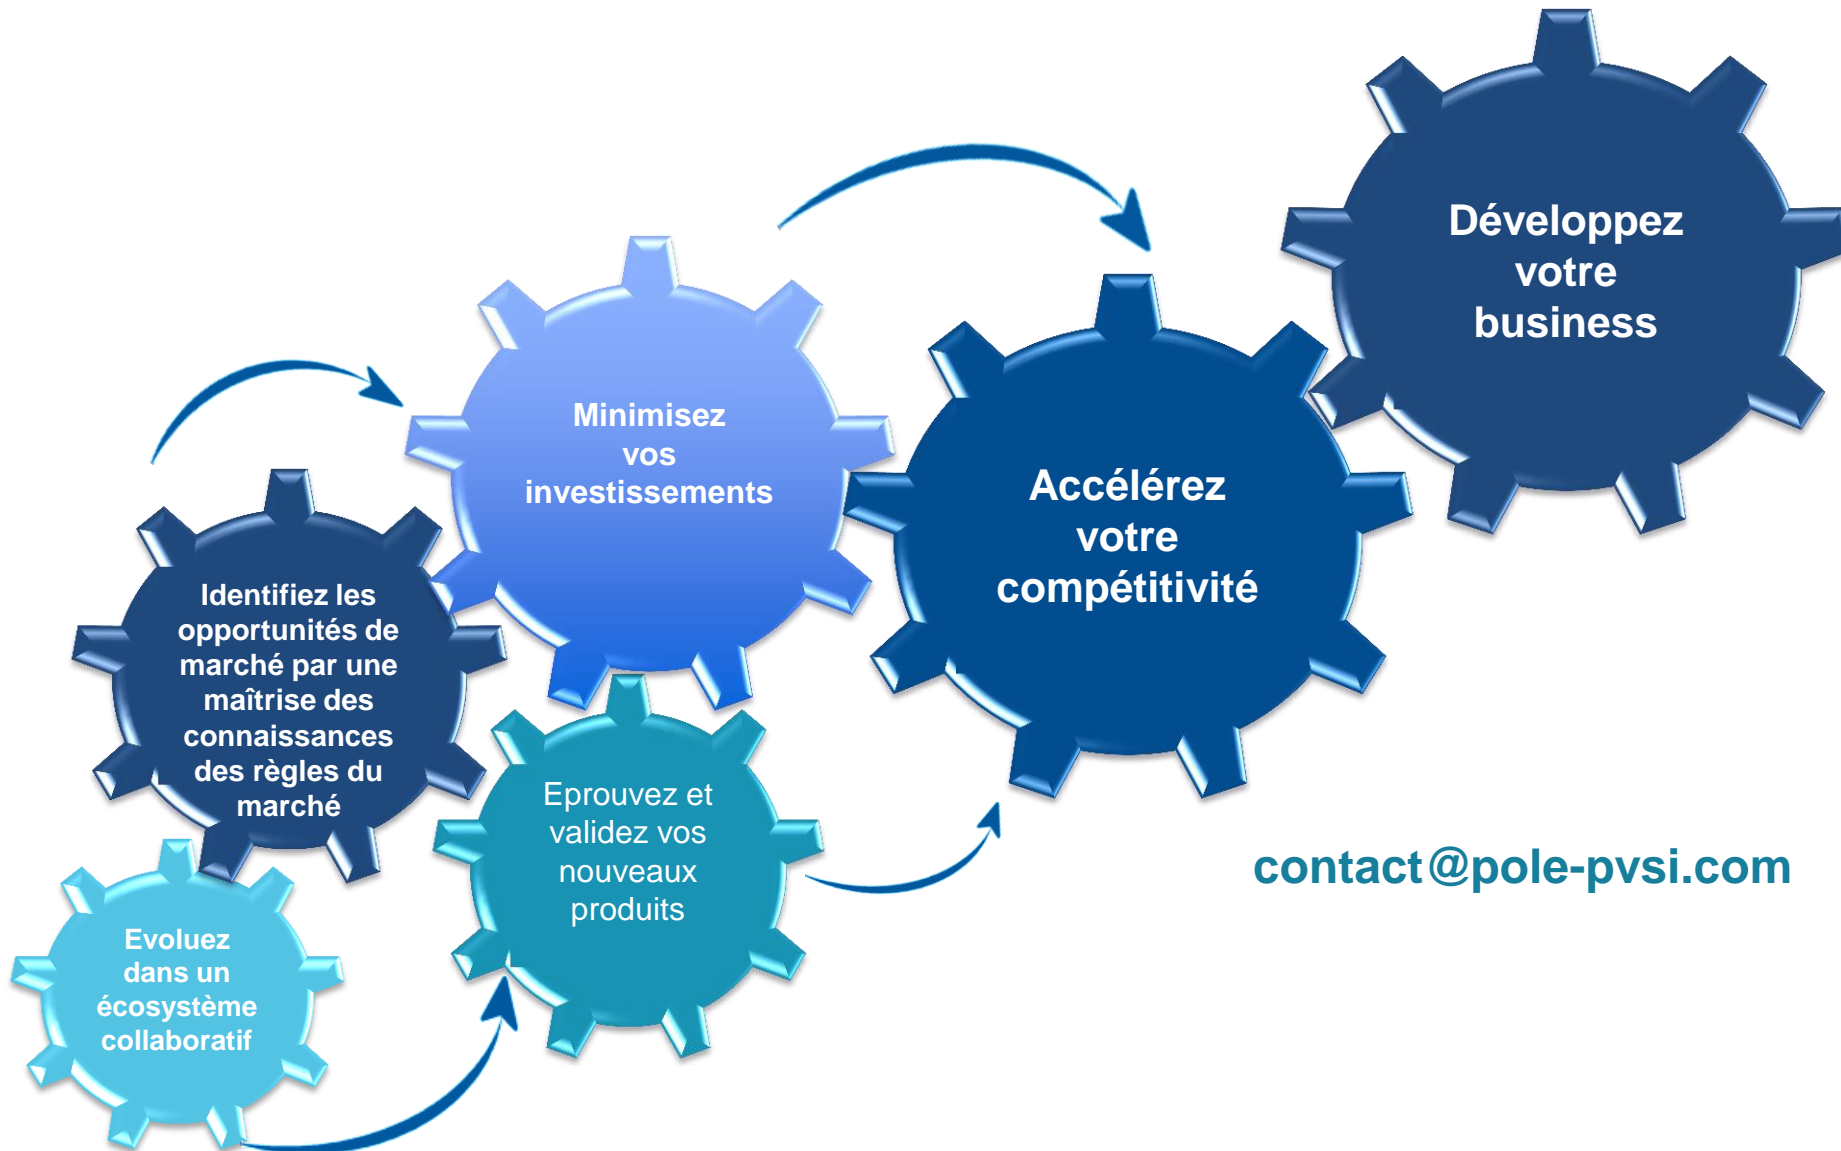 Développez
votre
business
Minimisez
vos
investissements
Accélérez
votre
compétitivité
Identifiez les
opportunités de
marché par une
maîtrise des
connaissances
des règles du
marché
Eprouvez et
validez vos
nouveaux
produits
contact@pole-pvsi.com
Evoluez
dans un
écosystème
collaboratif